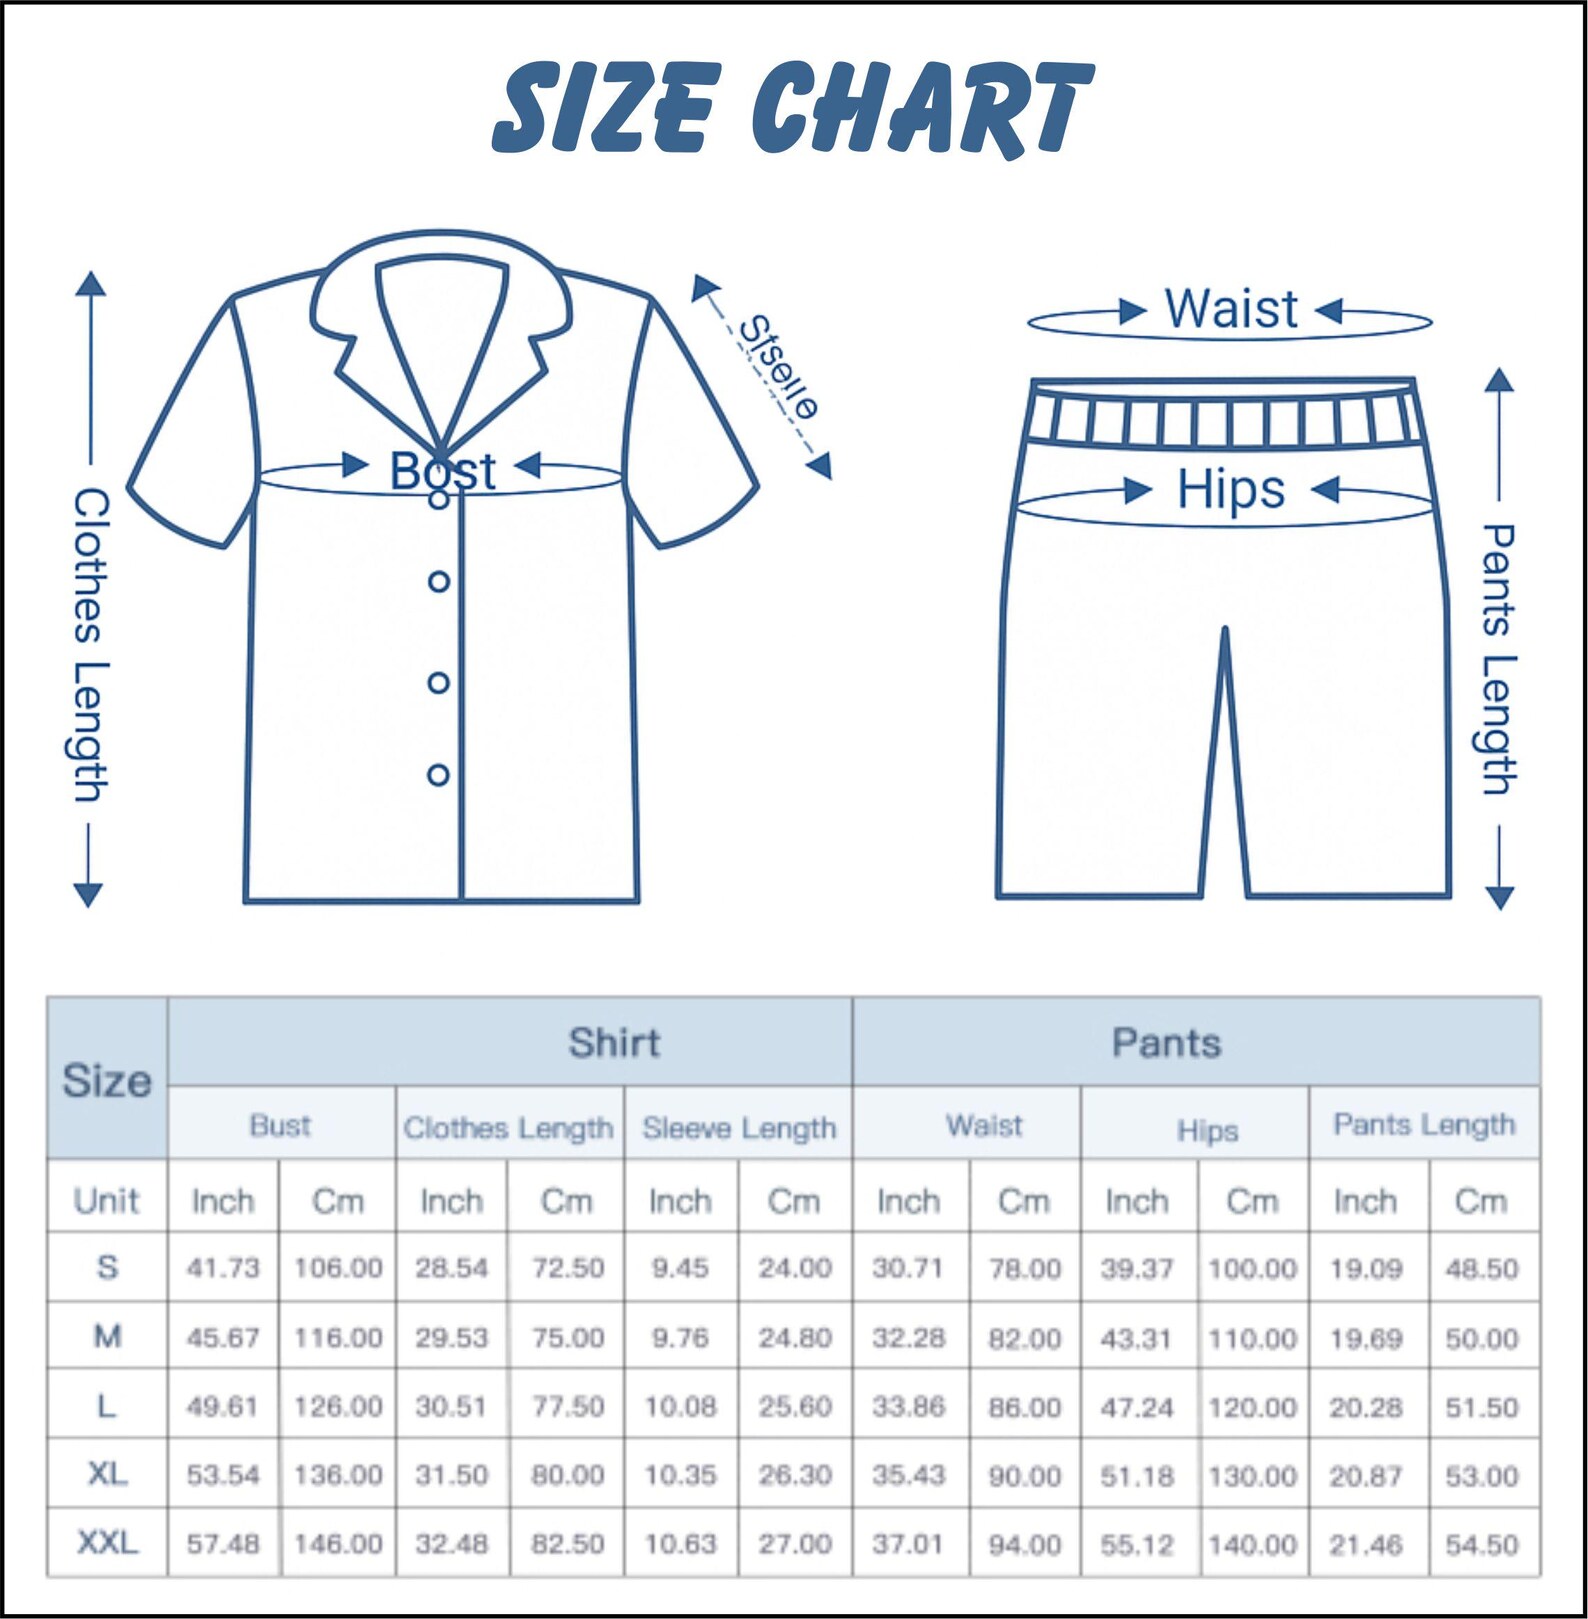 SIZE CHART
Clothes Length
Bost
Waist
Hips
Pants Length
Size Shirt Pants
Bust Clothes Length Sleeve Length Waist Hips Pants Length
Unit Inch Cm Inch Cm Inch Cm Inch Cm Inch Cm Inch Cm
S 41.73 106.00 28.54 72.50 9.45 24.00 30.71 78.00 39.37 100.00 19.09 48.50
M 45.67 116.00 29.53 75.00 9.76 24.80 32.28 82.00 43.31 110.00 19.69 50.00
L 49.61 126.00 30.51 77.50 10.08 25.60 33.86 86.00 47.24 120.00 20.28 51.50
XL 53.54 136.00 31.50 80.00 10.35 26.30 35.43 90.00 51.18 130.00 20.87 53.00
XXL 57.48 146.00 32.48 82.50 10.63 27.00 37.01 94.00 55.12 140.00 21.46 54.50